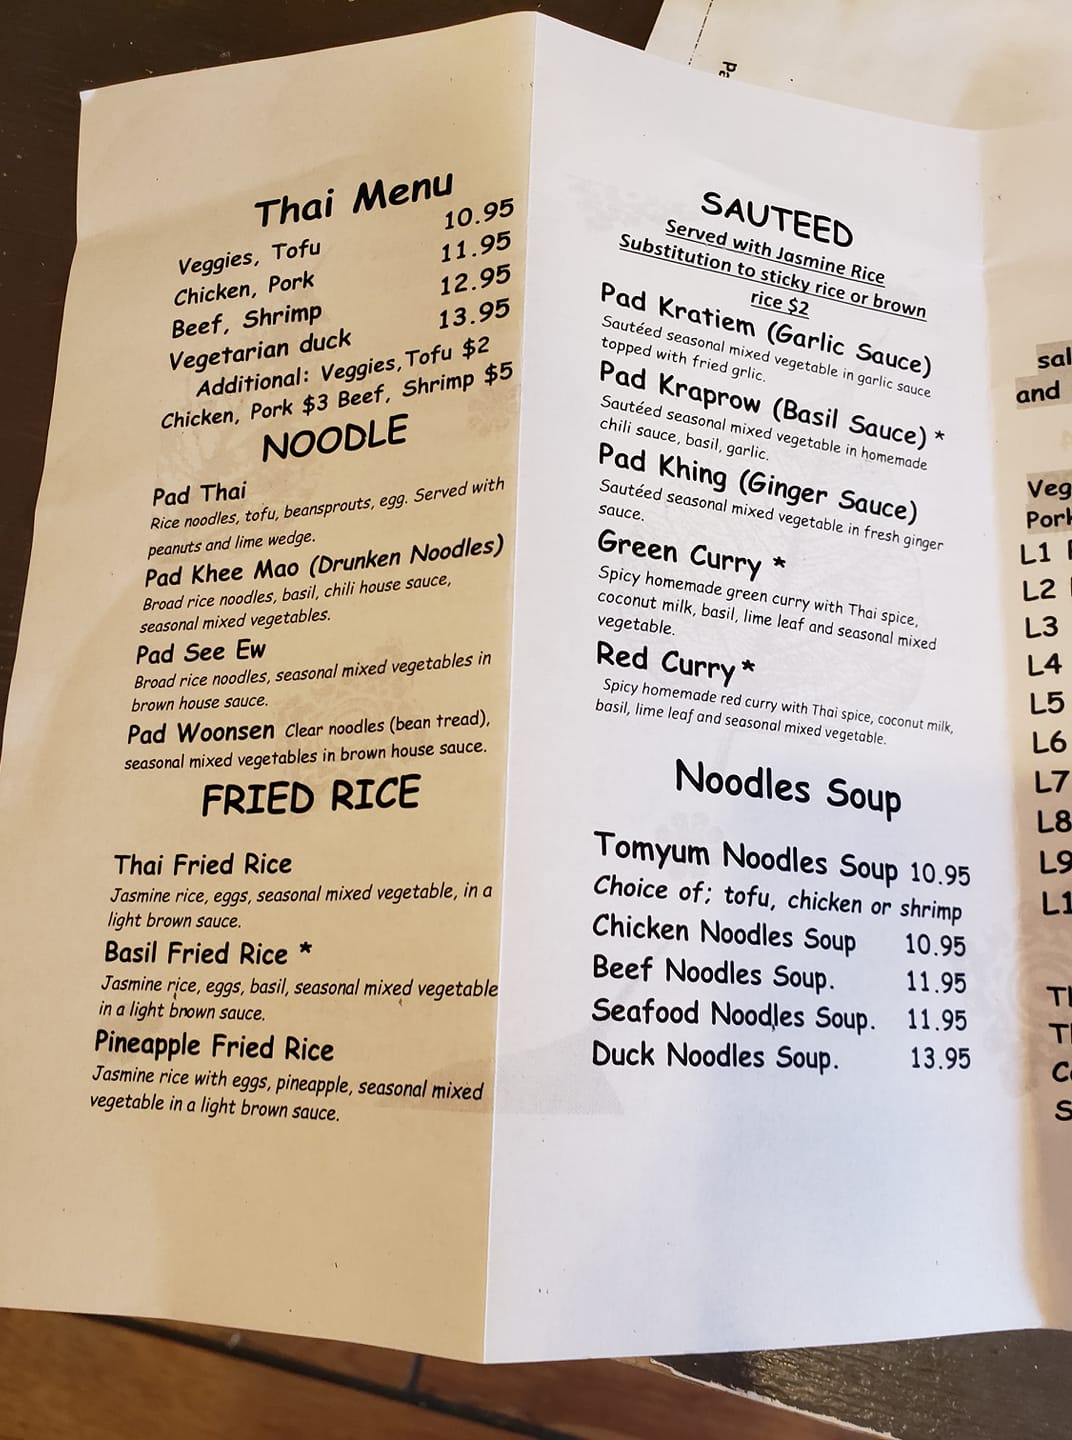 Thai Menu
Veggies, Tofu 10.95
Chicken, Pork 11.95
Beef, Shrimp 12.95
Vegetarian duck 13.95
Additional: Veggies,Tofu $2
Chicken, Pork $3 Beef, Shrimp $5
NOODLE
Pad Thai
Rice noodles, tofu, beansprouts, egg. Served with
peanuts and lime wedge.
Pad Khee Mao (Drunken Noodles)
Broad rice noodles, basil, chili house sauce,
seasonal mixed vegetables.
Pad See Ew
Broad rice noodles, seasonal mixed vegetables in
brown house sauce.
Pad Woonsen Clear noodles (bean tread),
seasonal mixed vegetables in brown house sauce.
FRIED RICE
Thai Fried Rice
Jasmine rice, eggs, seasonal mixed vegetable, in a
light brown sauce.
Basil Fried Rice *
Jasmine rice, eggs, basil, seasonal mixed vegetable
in a light brown sauce.
Pineapple Fried Rice
Jasmine rice with eggs, pineapple, seasonal mixed
vegetable in a light brown sauce.
SAUTEED
Served with Jasmine Rice
Substitution to sticky rice or brown
rice $2
Pad Kratiem (Garlic Sauce)
Sautéed seasonal mixed vegetable in garlic sauce
topped with fried grlic.
Pad Kraprow (Basil Sauce) *
Sautéed seasonal mixed vegetable in homemade
chili sauce, basil, garlic.
Pad Khing (Ginger Sauce)
Sautéed seasonal mixed vegetable in fresh ginger
sauce.
Green Curry *
Spicy homemade green curry with Thai spice,
coconut milk, basil, lime leaf and seasonal mixed
vegetable.
Red Curry *
Spicy homemade red curry with Thai spice, coconut milk,
basil, lime leaf and seasonal mixed vegetable.
Noodles Soup
Tomyum Noodles Soup 10.95
Choice of; tofu, chicken or shrimp
Chicken Noodles Soup 10.95
Beef Noodles Soup. 11.95
Seafood Noodles Soup. 11.95
Duck Noodles Soup. 13.95
sal
and
Veg
Pork
L1
L2
L3
L4
L5
L6
L7
L8
L9
L1